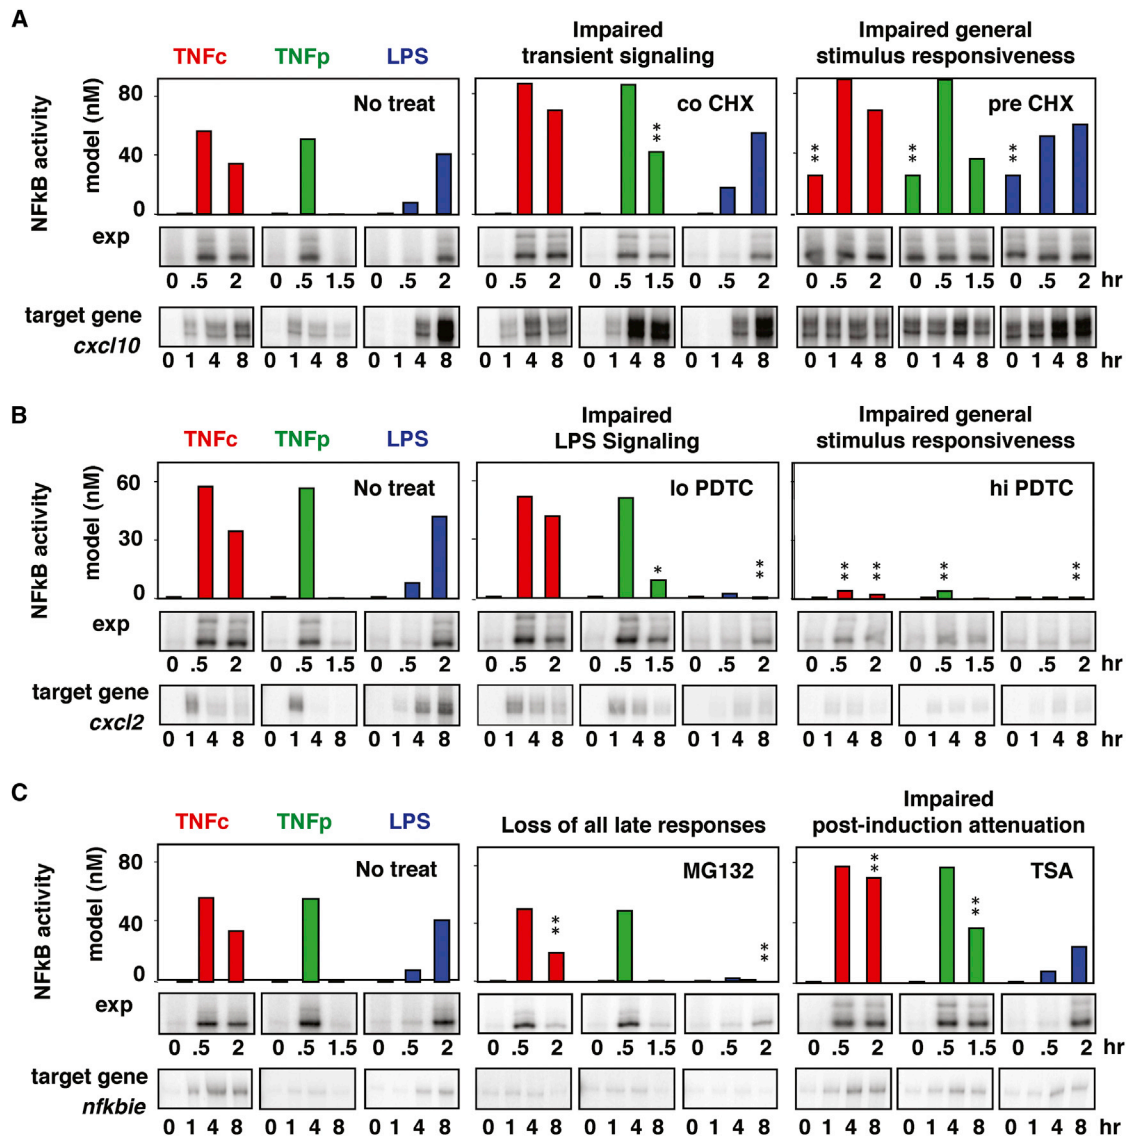 A
Impaired transient signaling
Impaired general stimulus responsiveness
TNFc TNFp LPS
NFkB activity
model (nM)
80
40
0
No treat
co CHX
**
pre CHX
** ** **
exp
0 .5 2 0 .5 1.5 0 .5 2 0 .5 2 0 .5 1.5 0 .5 2 0 .5 2 0 .5 1.5 0 .5 2 hr
target gene
cxcl10
0 1 4 8 0 1 4 8 0 1 4 8 0 1 4 8 0 1 4 8 0 1 4 8 0 1 4 8 0 1 4 8 0 1 4 8 hr
B
Impaired LPS Signaling
Impaired general stimulus responsiveness
TNFc TNFp LPS
NFkB activity
model (nM)
60
30
0
No treat
lo PDTC
* **
hi PDTC
** ** ** **
exp
0 .5 2 0 .5 1.5 0 .5 2 0 .5 2 0 .5 1.5 0 .5 2 0 .5 2 0 .5 1.5 0 .5 2 hr
target gene
cxcl2
0 1 4 8 0 1 4 8 0 1 4 8 0 1 4 8 0 1 4 8 0 1 4 8 0 1 4 8 0 1 4 8 0 1 4 8 hr
C
TNFc TNFp LPS
Loss of all late responses
Impaired post-induction attenuation
NFkB activity
model (nM)
80
40
0
No treat
MG132
** **
TSA
** **
exp
0 .5 2 0 .5 1.5 0 .5 2 0 .5 2 0 .5 1.5 0 .5 2 0 .5 2 0 .5 1.5 0 .5 2 hr
target gene
nfkbie
0 1 4 8 0 1 4 8 0 1 4 8 0 1 4 8 0 1 4 8 0 1 4 8 0 1 4 8 0 1 4 8 0 1 4 8 hr